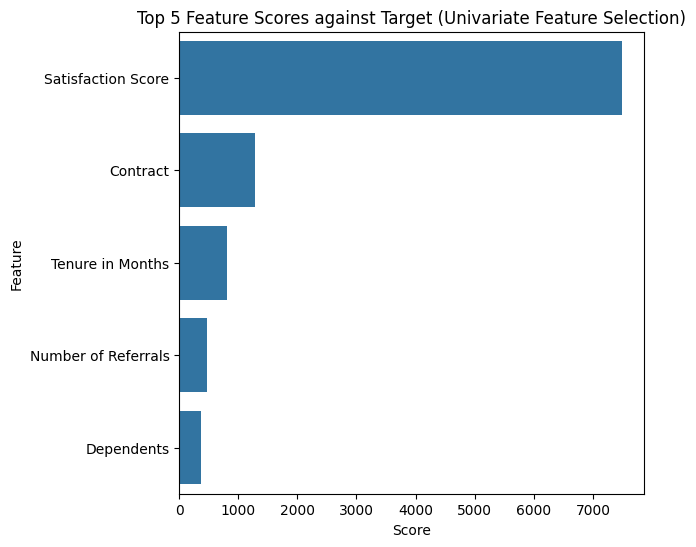 Top 5 Feature Scores against Target (Univariate Feature Selection)
Satisfaction Score
Contract
Tenure in Months
Number of Referrals
Dependents
Feature
0 1000 2000 3000 4000 5000 6000 7000
Score